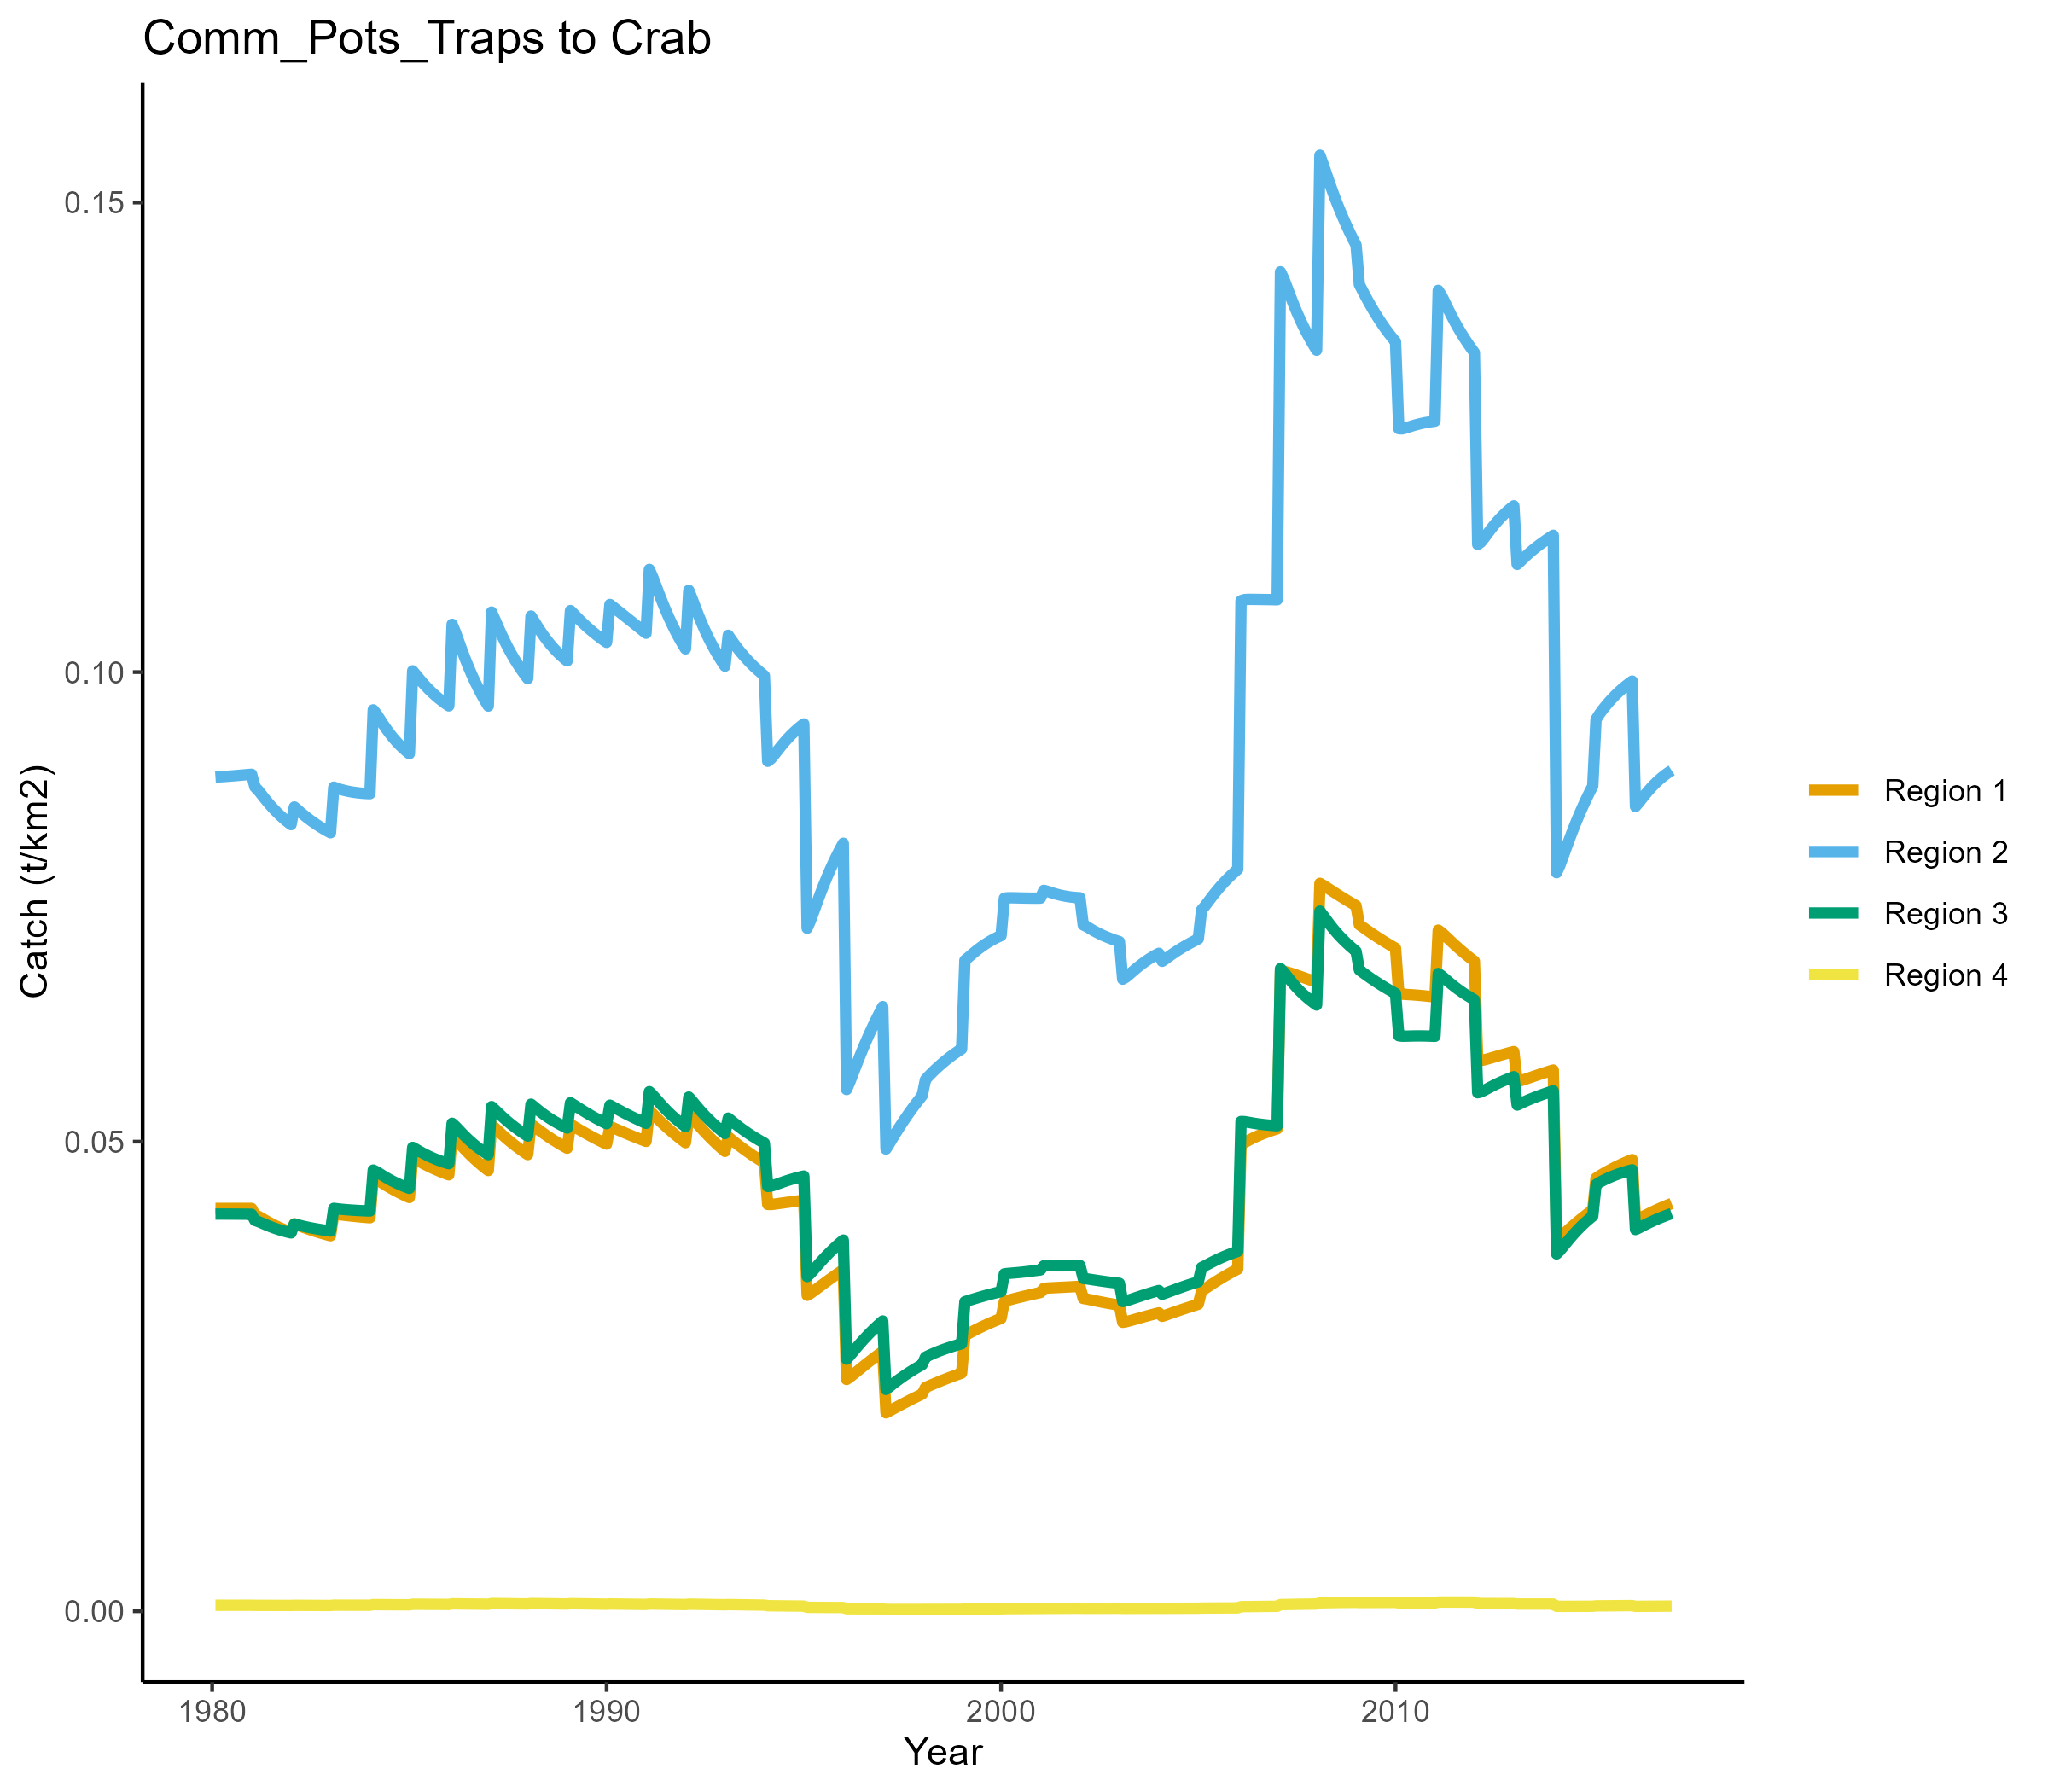 Comm_Pots_Traps to Crab
Catch (t/km2)
0.15
0.10
0.05
0.00
1980
1990
2000
2010
Year
Region 1
Region 2
Region 3
Region 4